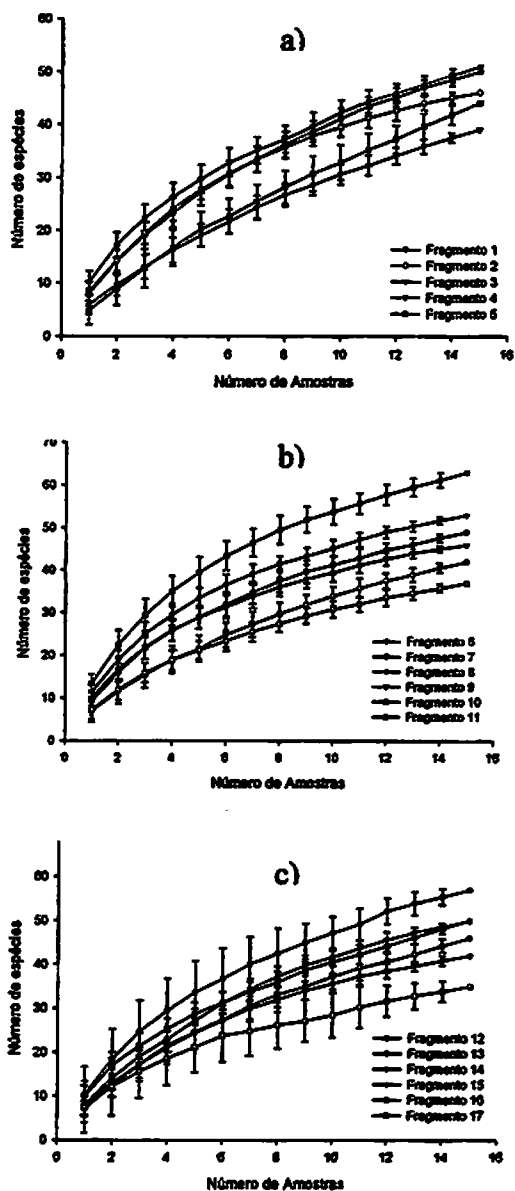 a)
60
50
40
30
20
10
0
Número de espécies
Fragmento 1
Fragmento 2
Fragmento 3
Fragmento 4
Fragmento 5
0 2 4 6 8 10 12 14 16
Número de Amostras
b)
70
60
50
40
30
20
10
0
Número de espécies
Fragmento 6
Fragmento 7
Fragmento 8
Fragmento 9
Fragmento 10
Fragmento 11
0 2 4 6 8 10 12 14 16
Número de Amostras
c)
60
50
40
30
20
10
0
Número de espécies
Fragmento 12
Fragmento 13
Fragmento 14
Fragmento 15
Fragmento 16
Fragmento 17
0 2 4 6 8 10 12 14 16
Número de Amostras